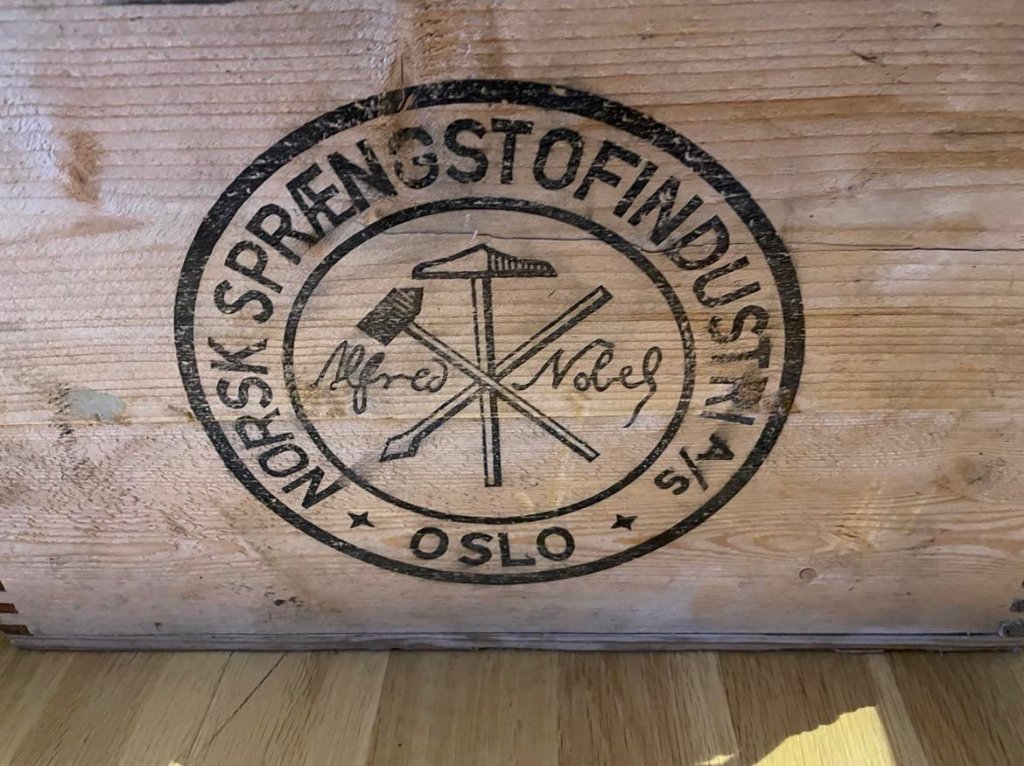 NORSK SPRÆNGSTOFINDUSTRI A/S
Alfred Nobel
OSLO